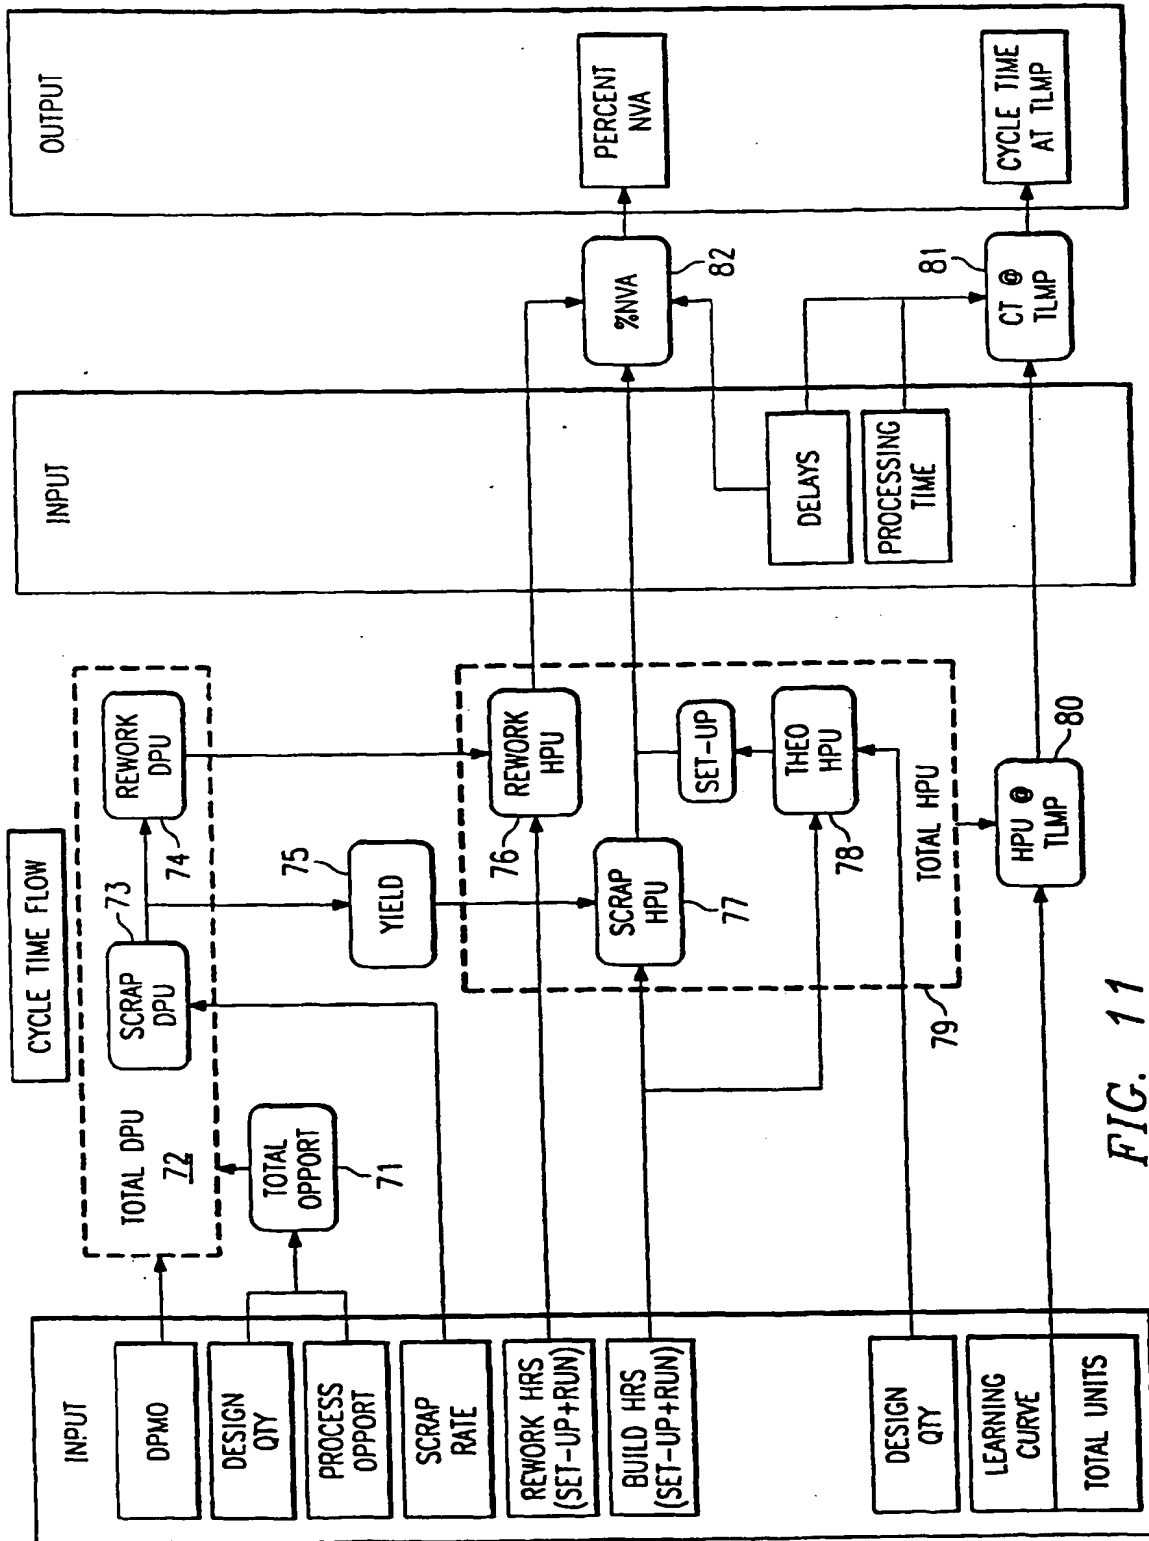 CYCLE TIME FLOW
INPUT
DPMO
DESIGN
QTY
PROCESS
OPPORT
SCRAP
RATE
REWORK HRS
(SET-UP+RUN)
BUILD HRS
(SET-UP+RUN)
DESIGN
QTY
LEARNING
CURVE
TOTAL UNITS
TOTAL DPU
72
SCRAP
DPU
73
REWORK
DPU
74
TOTAL
OPPORT
71
YIELD
75
REWORK
HPU
76
SCRAP
HPU
77
SET-UP
THEO
HPU
78
TOTAL HPU
79
HPU @
TLMP
80
INPUT
DELAYS
PROCESSING
TIME
%NVA
82
CT @
TLMP
81
OUTPUT
PERCENT
NVA
CYCLE TIME
AT TLMP
FIG. 11